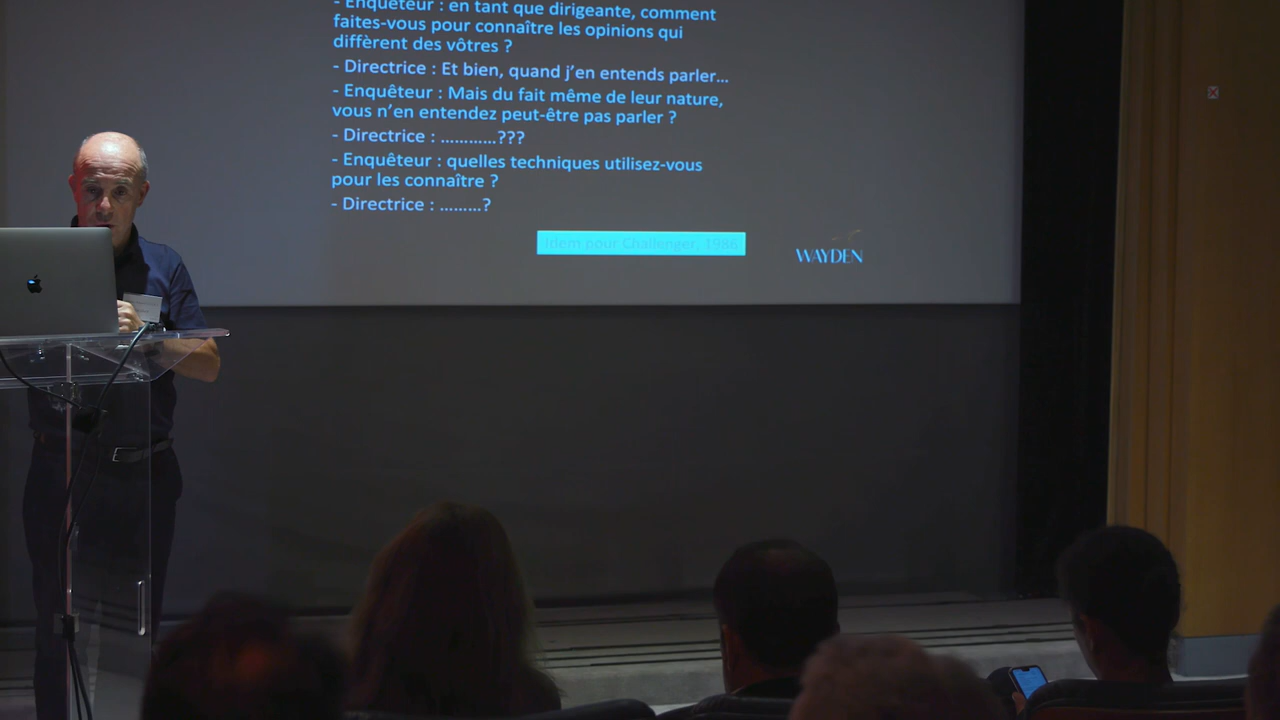 - Enquêteur : en tant que dirigeante, comment
faites-vous pour connaître les opinions qui
diffèrent des vôtres ?
- Directrice : Et bien, quand j’en entends parler…
- Enquêteur : Mais du fait même de leur nature,
vous n’en entendez peut-être pas parler ?
- Directrice : …………???
- Enquêteur : quelles techniques utilisez-vous
pour les connaître ?
- Directrice : ………?
Idem pour Challenger, 1986
WAYDEN